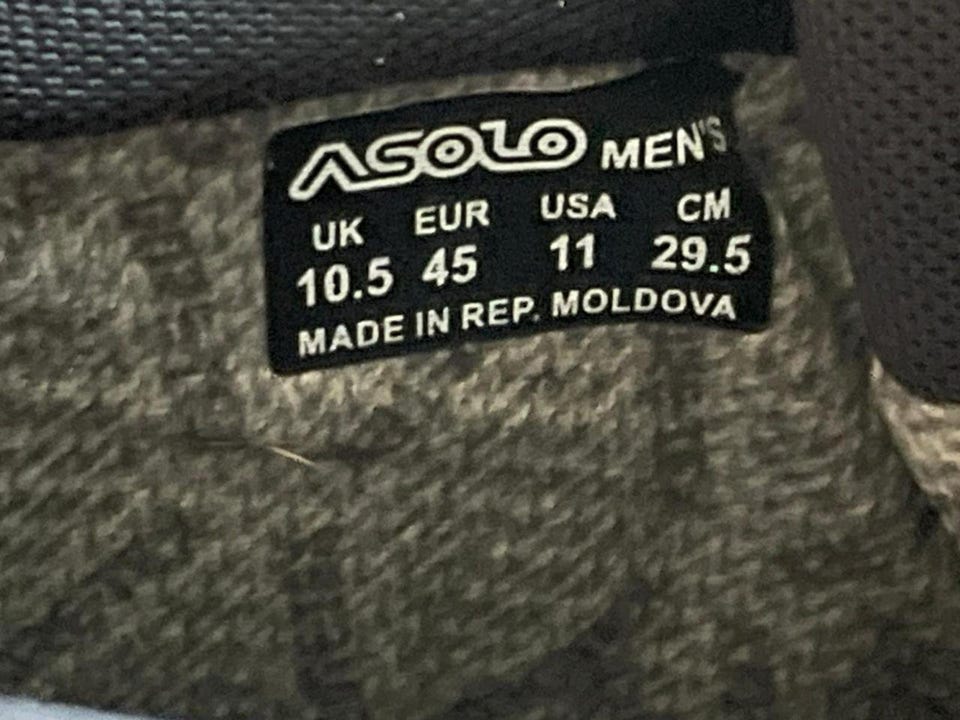 ASOLO MEN'S
UK EUR USA CM
10.5 45 11 29.5
MADE IN REP. MOLDOVA